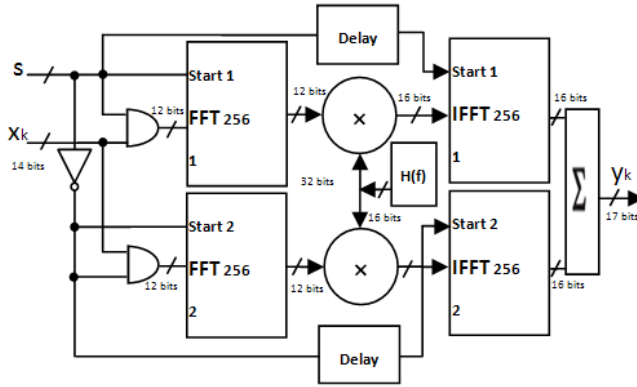 Delay
S
Start 1
12 bits
16 bits
Start 1
16 bits
12 bits
FFT 256
×
IFFT 256
Xk
14 bits
1
1
32 bits
H(f)
Σ
yk
17 bits
16 bits
Start 2
Start 2
FFT 256
×
IFFT 256
12 bits
12 bits
16 bits
2
2
Delay